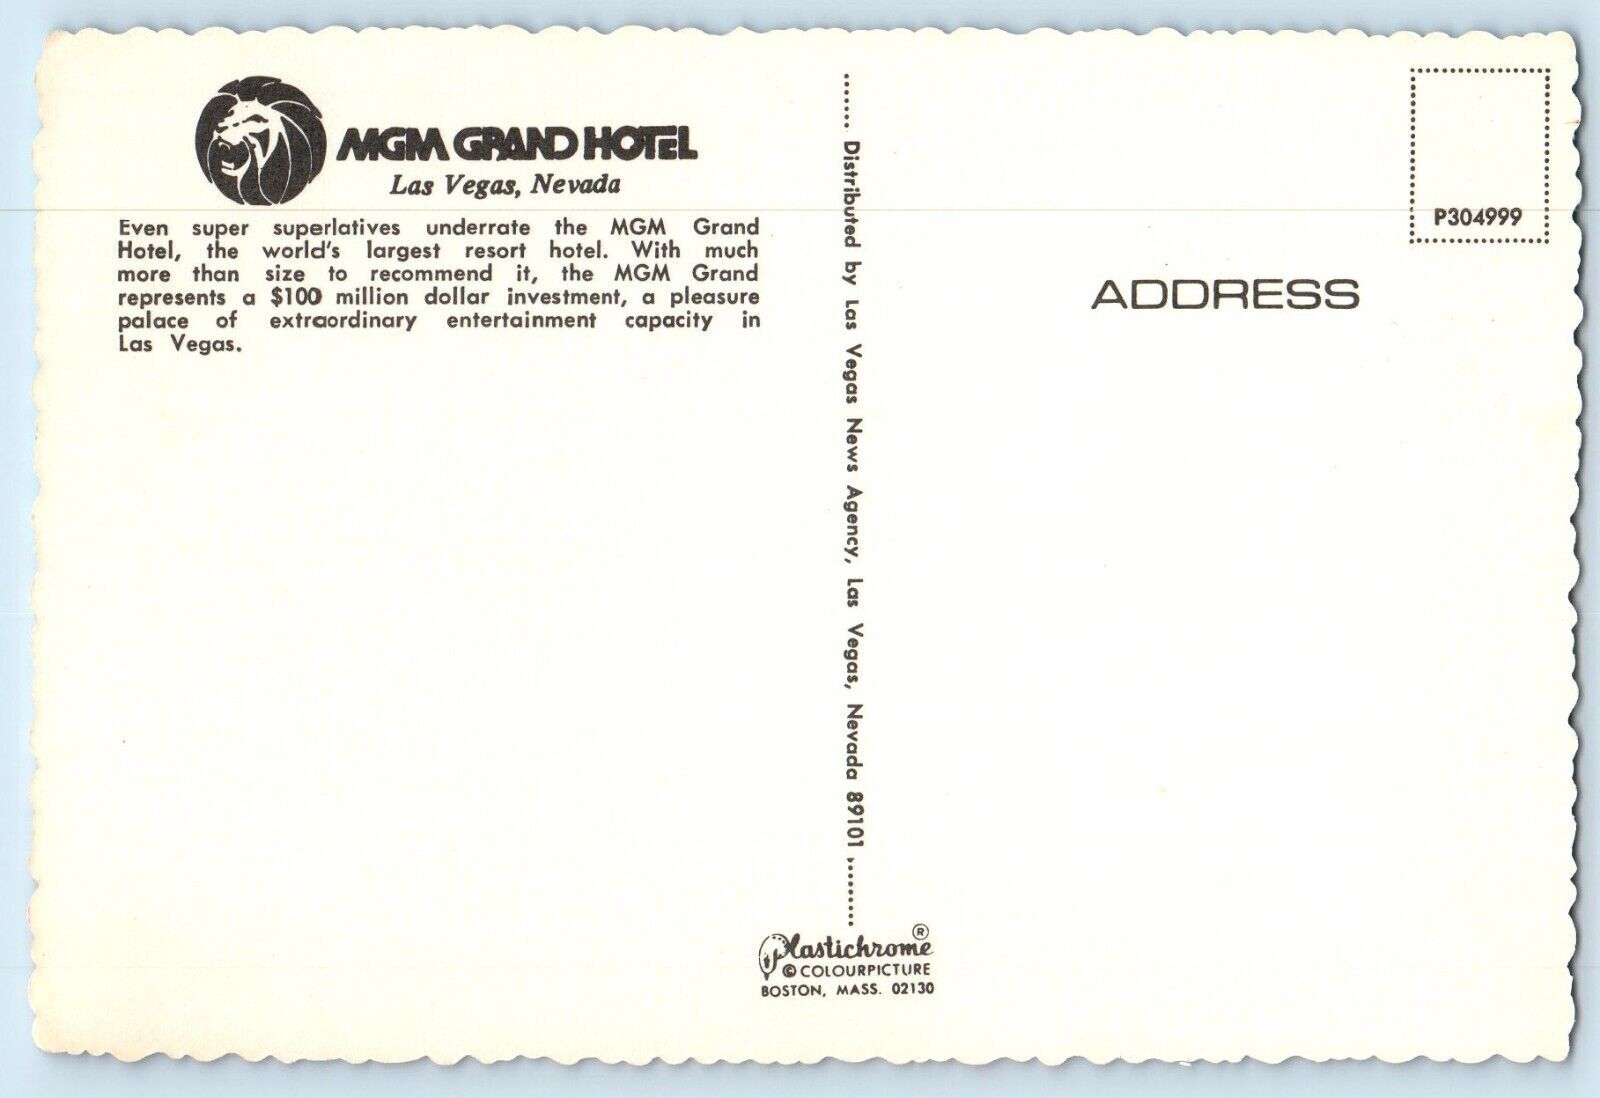 MGM GRAND HOTEL
Las Vegas, Nevada
Even super superlatives underrate the MGM Grand
Hotel, the world's largest resort hotel. With much
more than size to recommend it, the MGM Grand
represents a $100 million dollar investment, a pleasure
palace of extraordinary entertainment capacity in
Las Vegas.
Distributed by Las Vegas News Agency, Las Vegas, Nevada 89101
P304999
ADDRESS
Plastichrome ®
© COLOURPICTURE
BOSTON, MASS. 02130